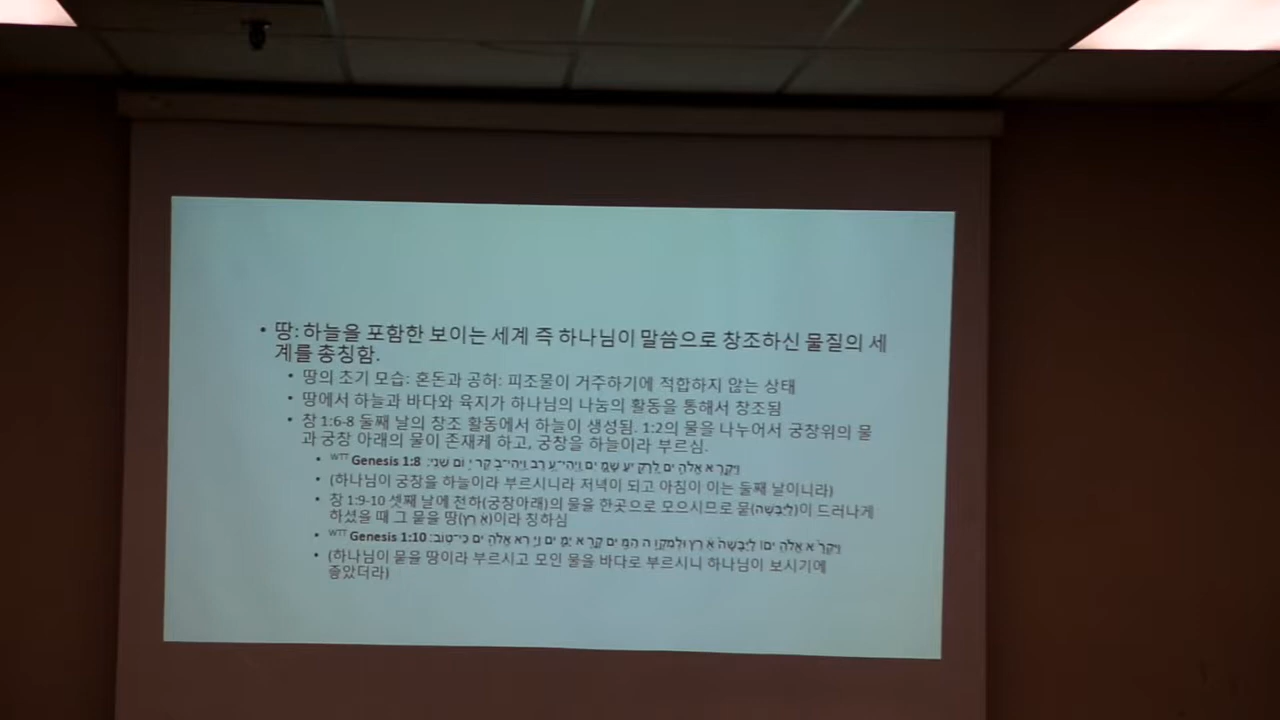 • 땅: 하늘을 포함한 보이는 세계 즉 하나님이 말씀으로 창조하신 물질의 세
계를 총칭함.
• 땅의 초기 모습: 혼돈과 공허: 피조물이 거주하기에 적합하지 않는 상태
• 땅에서 하늘과 바다와 육지가 하나님의 나눔의 활동을 통해서 창조됨
• 창 1:6-8 둘째 날의 창조 활동에서 하늘이 생성됨. 1:2의 물을 나누어서 궁창위의 물
과 궁창 아래의 물이 존재케 하고, 궁창을 하늘이라 부르심.
• WTT Genesis 1:8 וַיִּקְרָ֧א אֱלֹהִ֛ים לָֽרָקִ֖יעַ שָׁמָ֑יִם וַֽיְהִי־עֶ֥רֶב וַֽיְהִי־בֹ֖קֶר י֥וֹם שֵׁנִֽי׃
• (하나님이 궁창을 하늘이라 부르시니라 저녁이 되고 아침이 이는 둘째 날이니라)
• 창 1:9-10 셋째 날에 천하(궁창아래)의 물을 한곳으로 모으시므로 뭍(לַיַּבָּשָׁה)이 드러나게
하셨을 때 그 뭍을 땅(אֶ֔רֶץ)이라 칭하심
• WTT Genesis 1:10 וַיִּקְרָ֨א אֱלֹהִ֤ים׀ לַיַּבָּשָׁה֙ אֶ֔רֶץ וּלְמִקְוֵ֥ה הַמַּ֖יִם קָרָ֣א יַמִּ֑ים וַיַּ֥רְא אֱלֹהִ֖ים כִּי־טֽוֹב׃
• (하나님이 뭍을 땅이라 부르시고 모인 물을 바다로 부르시니 하나님이 보시기에
좋았더라)